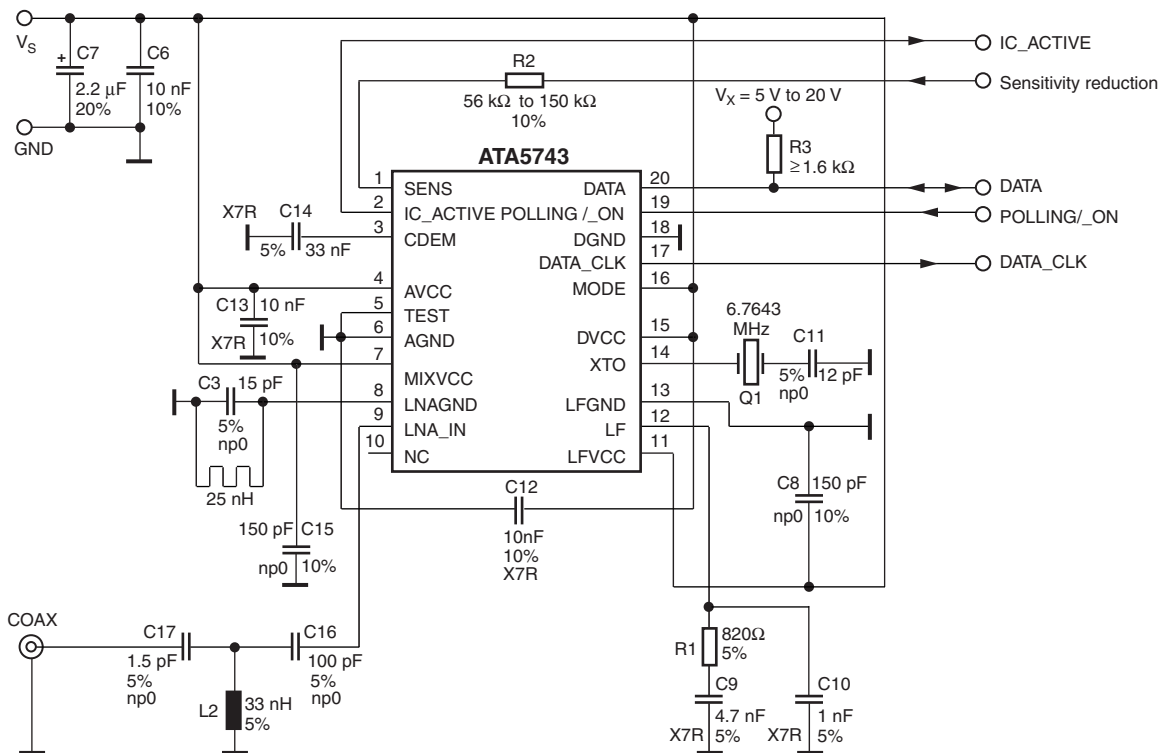 V_S
GND
+
C7
2.2 µF
20%
C6
10 nF
10%
R2
56 kΩ to 150 kΩ
10%
IC_ACTIVE
Sensitivity reduction
V_X = 5 V to 20 V
R3
≥1.6 kΩ
DATA
POLLING/_ON
DATA_CLK
ATA5743
1 SENS
2 IC_ACTIVE
3 CDEM
4 AVCC
5 TEST
6 AGND
7 MIXVCC
8 LNAGND
9 LNA_IN
10 NC
DATA 20
POLLING /_ON 19
DGND 18
DATA_CLK 17
MODE 16
DVCC 15
XTO 14
LFGND 13
LF 12
LFVCC 11
X7R
C14
5%
33 nF
C13
10 nF
X7R
10%
C3
15 pF
5%
np0
25 nH
150 pF
C15
np0
10%
C12
10nF
10%
X7R
6.7643
MHz
Q1
C11
5%
12 pF
np0
C8
150 pF
np0
10%
COAX
C17
1.5 pF
5%
np0
C16
100 pF
5%
np0
L2
33 nH
5%
R1
820Ω
5%
C9
4.7 nF
X7R
5%
C10
1 nF
X7R
5%